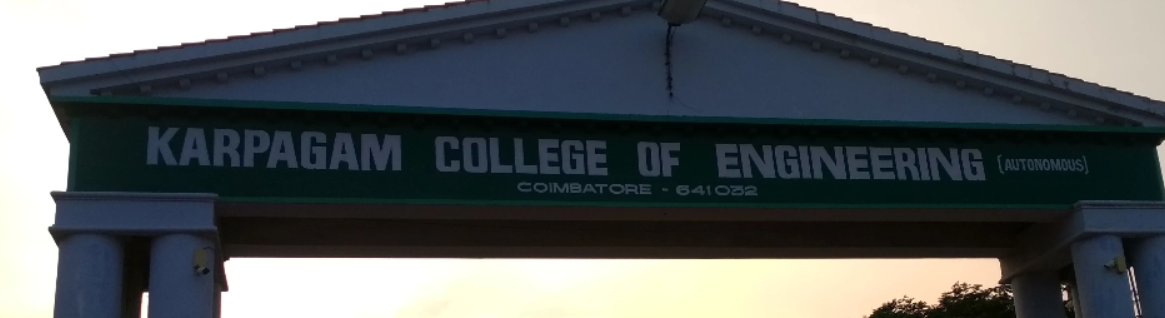 KARPAGAM COLLEGE OF ENGINEERING (AUTONOMOUS)
COIMBATORE - 641032